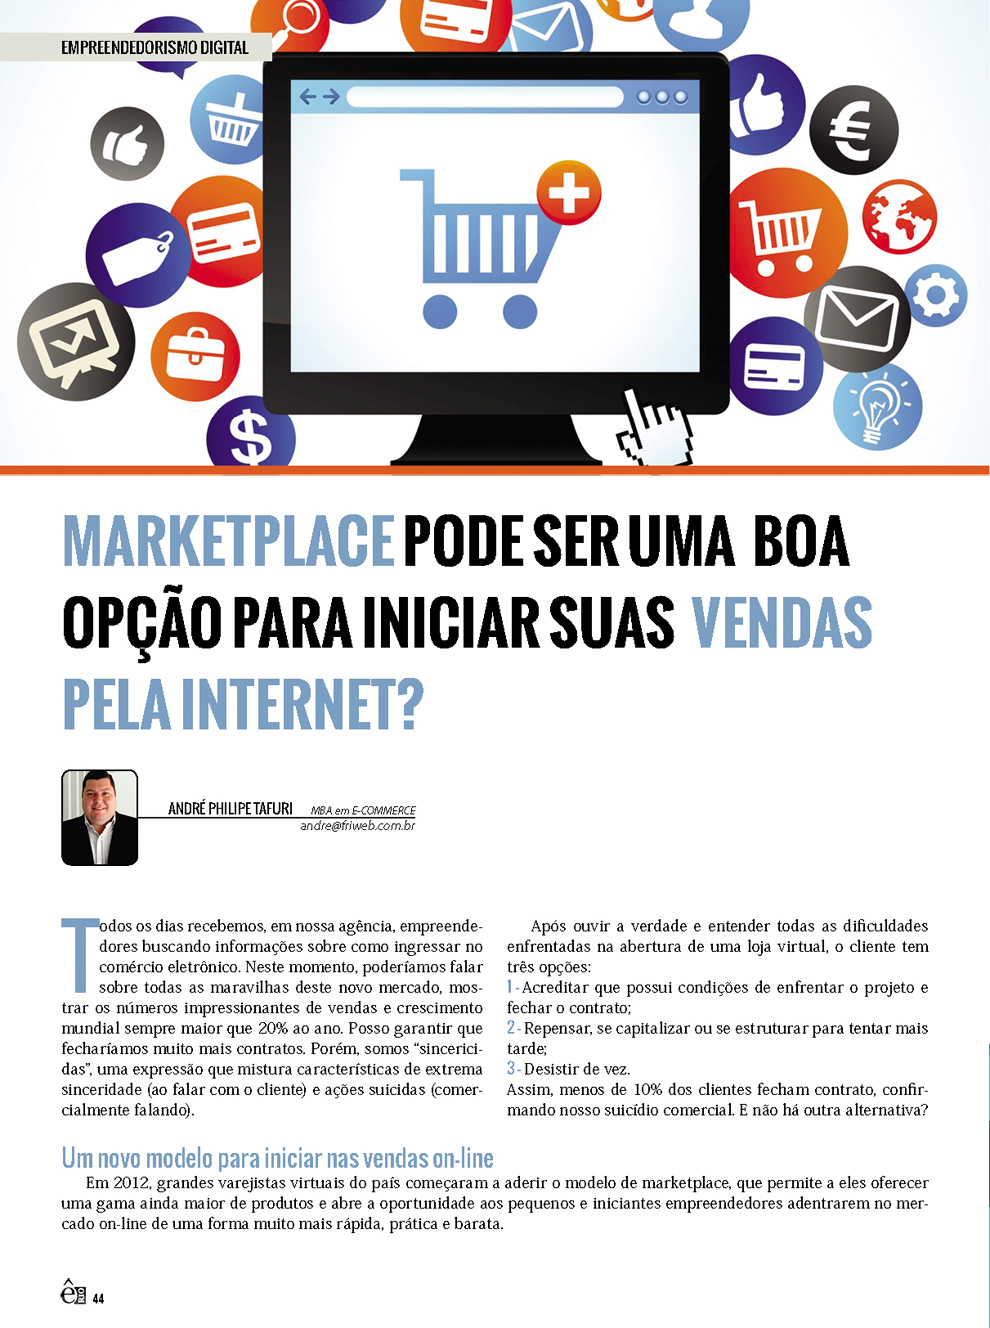 EMPREENDEDORISMO DIGITAL
MARKETPLACE PODE SER UMA BOA
OPÇÃO PARA INICIAR SUAS VENDAS
PELA INTERNET?
ANDRÉ PHILIPE TAFURI MBA em E-COMMERCE
andre@friweb.com.br
Todos os dias recebemos, em nossa agência, empreende-
dores buscando informações sobre como ingressar no
comércio eletrônico. Neste momento, poderíamos falar
sobre todas as maravilhas deste novo mercado, mos-
trar os números impressionantes de vendas e crescimento
mundial sempre maior que 20% ao ano. Posso garantir que
fecharíamos muito mais contratos. Porém, somos “sincerici-
das”, uma expressão que mistura características de extrema
sinceridade (ao falar com o cliente) e ações suicidas (comer-
cialmente falando).
Após ouvir a verdade e entender todas as dificuldades
enfrentadas na abertura de uma loja virtual, o cliente tem
três opções:
1- Acreditar que possui condições de enfrentar o projeto e
fechar o contrato;
2- Repensar, se capitalizar ou se estruturar para tentar mais
tarde;
3- Desistir de vez.
Assim, menos de 10% dos clientes fecham contrato, confir-
mando nosso suicídio comercial. E não há outra alternativa?
Um novo modelo para iniciar nas vendas on-line
Em 2012, grandes varejistas virtuais do país começaram a aderir o modelo de marketplace, que permite a eles oferecer
uma gama ainda maior de produtos e abre a oportunidade aos pequenos e iniciantes empreendedores adentrarem no mer-
cado on-line de uma forma muito mais rápida, prática e barata.
ê 44